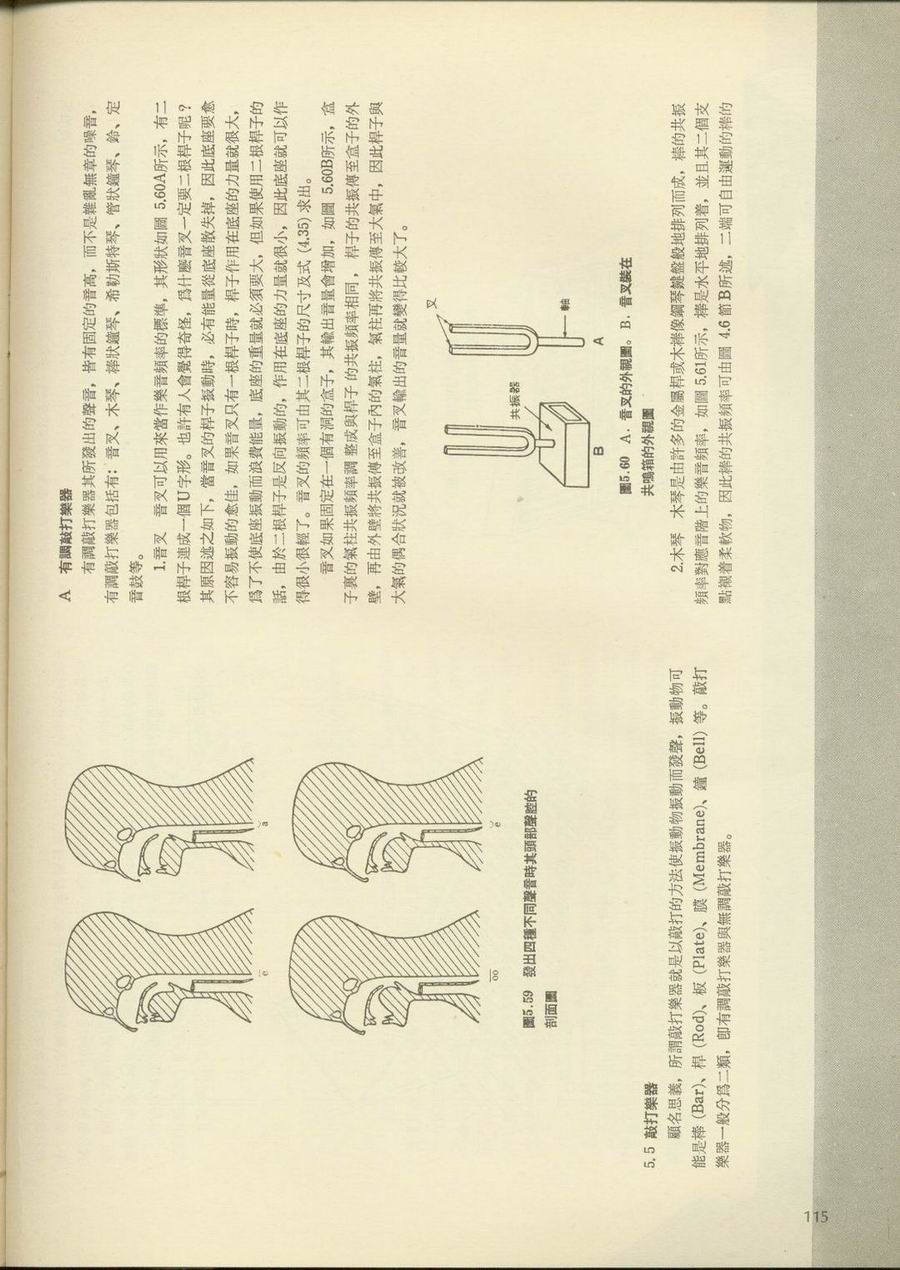 ē
ă
oo
ĕ
圖5.59　發出四種不同聲音時其頭部聲腔的
剖面圖
5.5 敲打樂器
顧名思義，所謂敲打樂器就是以敲打的方法使振動物振動而發聲，振動物可
能是棒 (Bar)、桿 (Rod)、板 (Plate)、膜 (Membrane)、鐘 (Bell) 等。敲打
樂器一般分爲二類，卽有調敲打樂器與無調敲打樂器。
A　有調敲打樂器
有調敲打樂器其所發出的聲音，皆有固定的音高，而不是雜亂無章的噪音，
有調敲打樂器包括有：音叉、木琴、棒狀鐘琴、希勒斯特琴、管狀鐘琴、鈴、定
音鼓等。
1.音叉　音叉可以用來當作樂音頻率的標準，其形狀如圖 5.60A所示，有二
根桿子連成一個U字形。也許有人會覺得奇怪，爲什麼音叉一定要二根桿子呢？
其原因述之如下，當音叉的桿子振動時，必有能量從底座散失掉，因此底座要愈
不容易振動的愈佳，如果音叉只有一根桿子時，桿子作用在底座的力量就很大，
爲了不使底座振動而浪費能量，底座的重量就必須要大，但如果使用二根桿子的
話，由於二根桿子是反向振動的，作用在底座的力量就很小，因此底座就可以作
得很小很輕了。音叉的頻率可由其二根桿子的尺寸及式 (4.35) 求出。
音叉如果固定在一個有洞的盒子，其輸出音量會增加，如圖 5.60B所示，盒
子裏的氣柱共振頻率調整成與桿子的共振頻率相同，桿子的共振傳至盒子的外
壁，再由外壁將共振傳至盒子內的氣柱，氣柱再將共振傳至大氣中，因此桿子與
大氣的偶合狀況就被改善，音叉輸出的音量就變得比較大了。
叉
軸
A
共振器
B
圖5.60　A．音叉的外視圖。B．音叉裝在
共鳴箱的外視圖
2.木琴　木琴是由許多的金屬桿或木棒像鋼琴鍵盤般地排列而成，棒的共振
頻率對應音階上的樂音頻率，如圖 5.61所示，棒是水平地排列着，並且其二個支
點襯着柔軟物，因此棒的共振頻率可由圖 4.6 節B所述，二端可自由運動的棒的
115